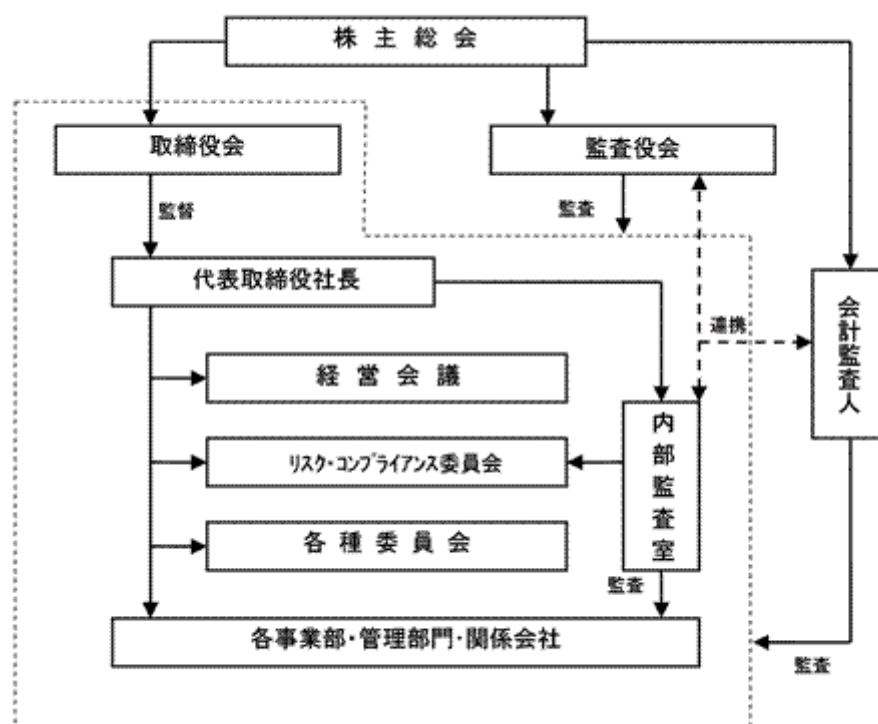 株主総会
取締役会
監査役会
監督
監査
代表取締役社長
連携
会計監査人
経営会議
内部監査室
リスク・コンプライアンス委員会
各種委員会
監査
各事業部・管理部門・関係会社
監査